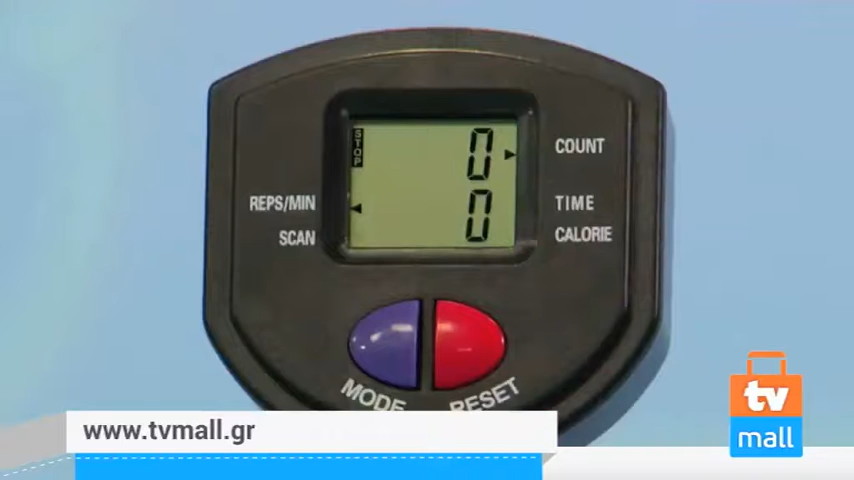 STOP
0
COUNT
REPS/MIN
0
TIME
SCAN
CALORIE
MODE
RESET
www.tvmall.gr
tv
mall